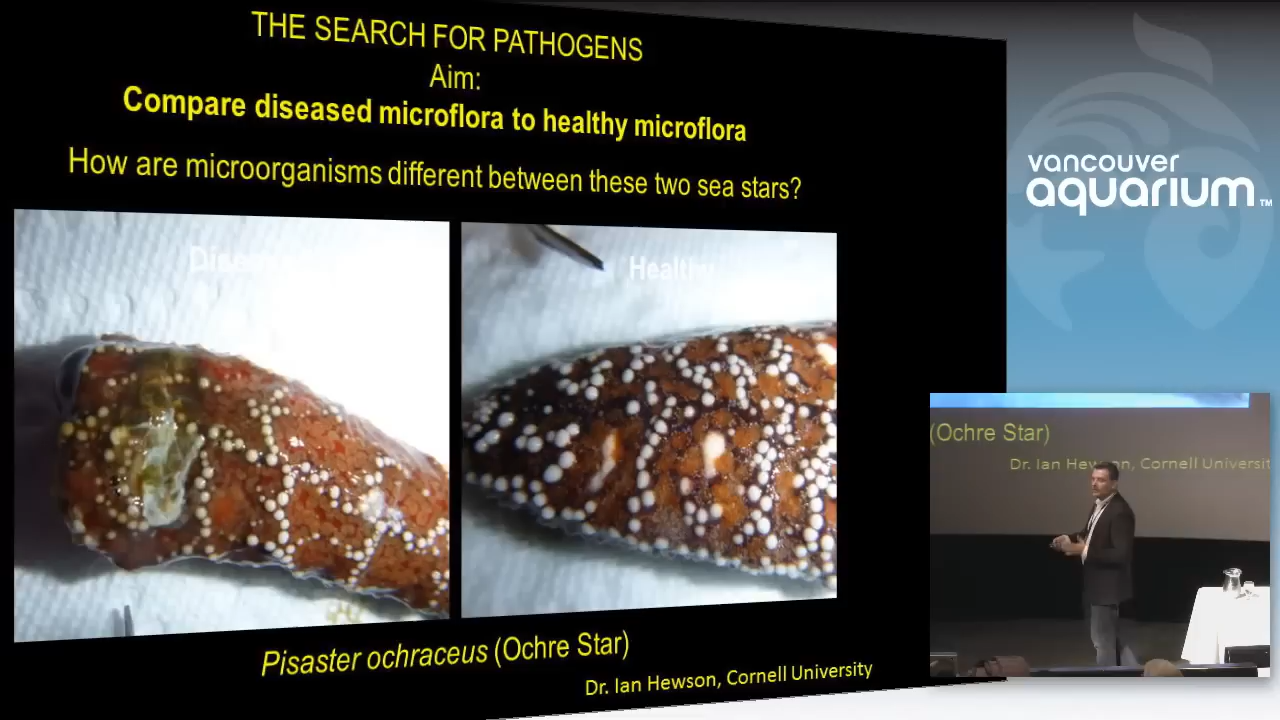 THE SEARCH FOR PATHOGENS
Aim:
Compare diseased microflora to healthy microflora
How are microorganisms different between these two sea stars?
Healthy
Pisaster ochraceus (Ochre Star)
Dr. Ian Hewson, Cornell University
vancouver
aquarium ™
(Ochre Star)
Dr. Ian Hewson, Cornell Universit